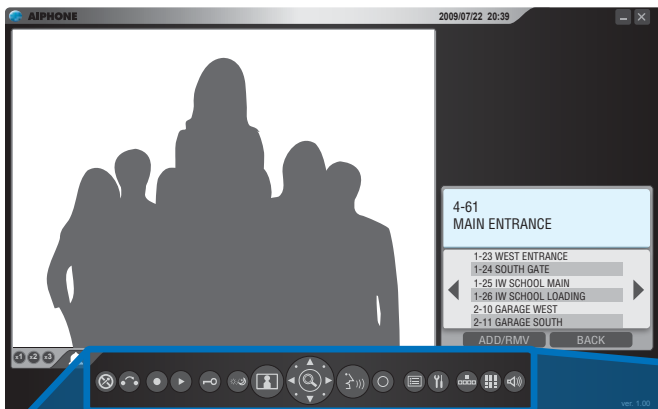 AIPHONE
2009/07/22 20:39
4-61
MAIN ENTRANCE
1-23 WEST ENTRANCE
1-24 SOUTH GATE
1-25 IW SCHOOL MAIN
1-26 IW SCHOOL LOADING
2-10 GARAGE WEST
2-11 GARAGE SOUTH
ADD/RMV BACK
x1 x2 x3
ver. 1.00